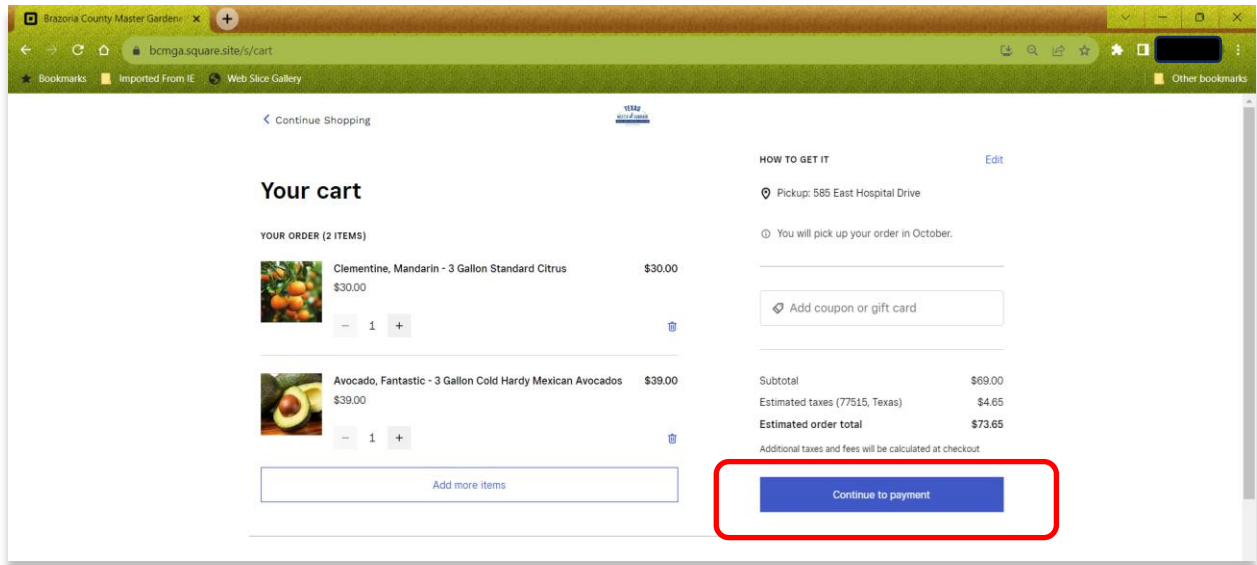 Brazoria County Master Gardene
bcmga.square.site/s/cart
Bookmarks Imported From IE Web Slice Gallery Other bookmarks
Continue Shopping
TEXAS
Your cart
YOUR ORDER (2 ITEMS)
Clementine, Mandarin - 3 Gallon Standard Citrus $30.00
$30.00
− 1 +
Avocado, Fantastic - 3 Gallon Cold Hardy Mexican Avocados $39.00
$39.00
− 1 +
Add more items
HOW TO GET IT Edit
Pickup: 585 East Hospital Drive
You will pick up your order in October.
Add coupon or gift card
Subtotal $69.00
Estimated taxes (77515, Texas) $4.65
Estimated order total $73.65
Additional taxes and fees will be calculated at checkout
Continue to payment